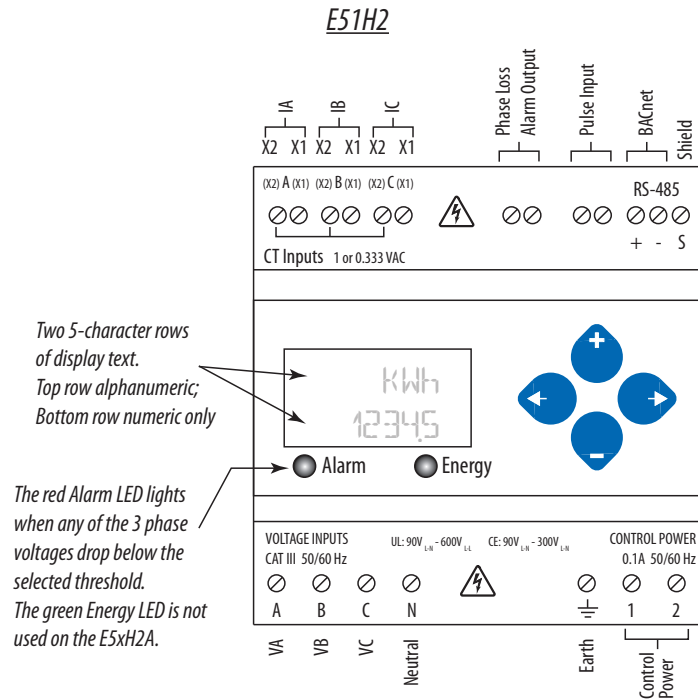 E51H2
IA IB IC
Phase Loss
Alarm Output
Pulse Input
BACnet
Shield
X2 X1 X2 X1 X2 X1
(X2) A (X1) (X2) B (X1) (X2) C (X1)
RS-485
+ - S
CT Inputs 1 or 0.333 VAC
Two 5-character rows
of display text.
Top row alphanumeric;
Bottom row numeric only
KWh
1234.5
+
-
Alarm Energy
The red Alarm LED lights
when any of the 3 phase
voltages drop below the
selected threshold.
The green Energy LED is not
used on the E5xH2A.
VOLTAGE INPUTS UL: 90V L-N - 600V L-L CE: 90V L-N - 300V L-N CONTROL POWER
CAT III 50/60 Hz 0.1A 50/60 Hz
A B C N 1 2
VA VB VC Neutral Earth
Control
Power